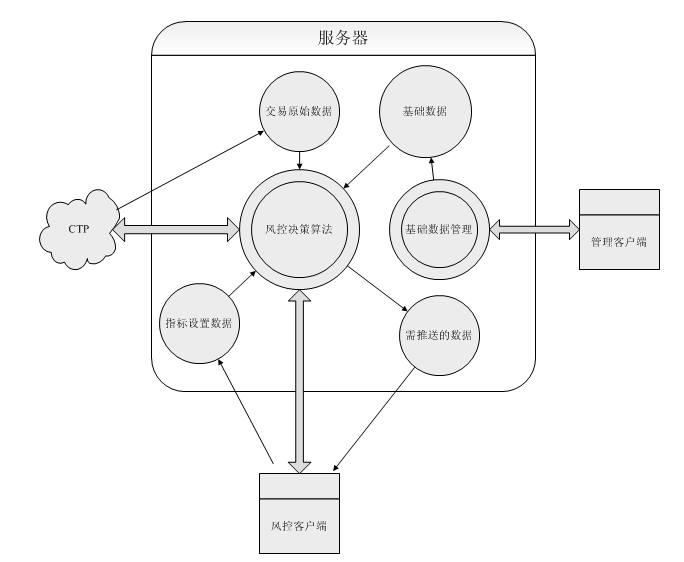 服务器
交易原始数据
基础数据
CTP
风控决策算法
基础数据管理
管理客户端
指标设置数据
需推送的数据
风控客户端